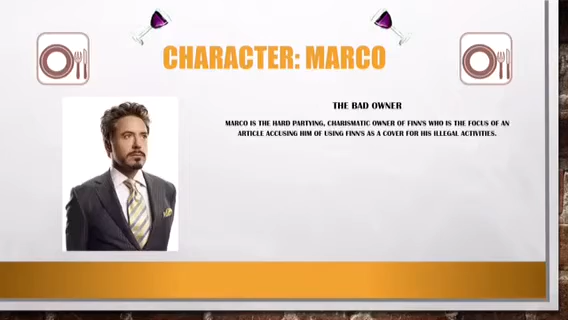 CHARACTER: MARCO
THE BAD OWNER
MARCO IS THE HARD PARTYING, CHARISMATIC OWNER OF FINN'S WHO IS THE FOCUS OF AN
ARTICLE ACCUSING HIM OF USING FINN'S AS A COVER FOR HIS ILLEGAL ACTIVITIES.